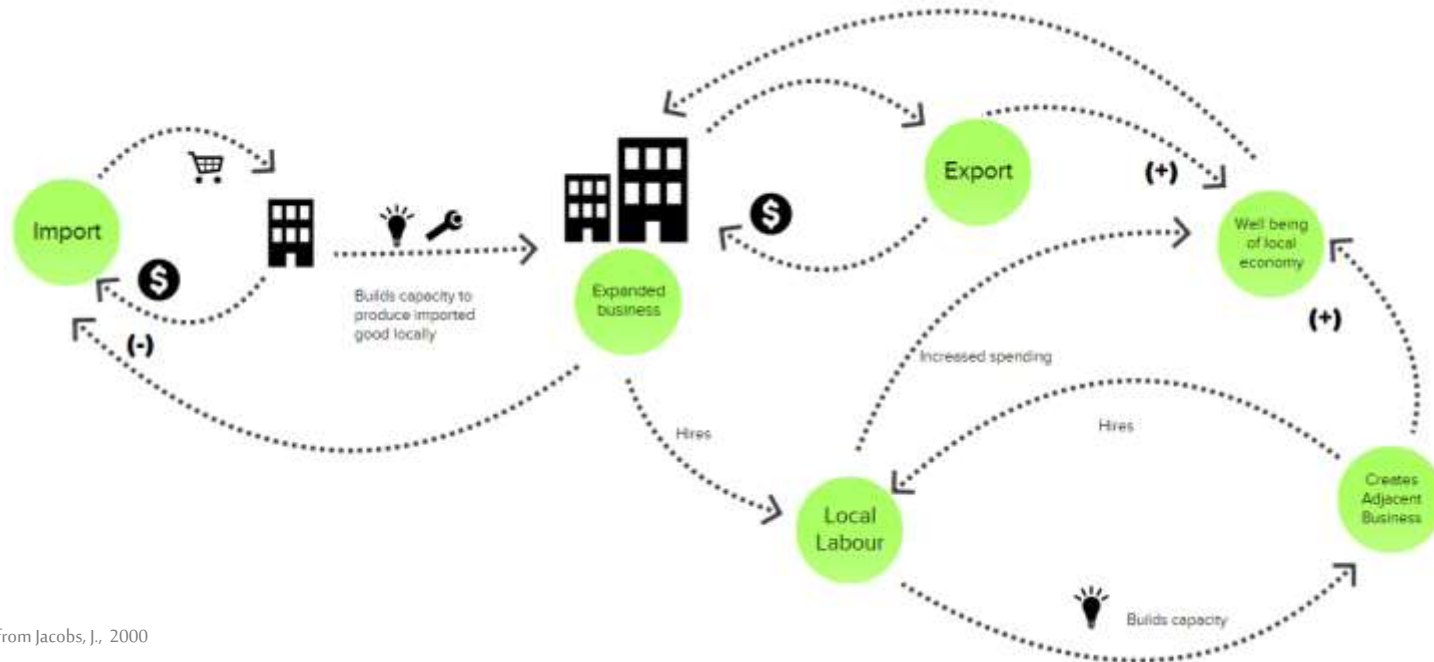 Import
$
(-)
Builds capacity to
produce imported
good locally
Expanded
business
$
Export
(+)
Well being
of local
economy
(+)
Increased spending
Hires
Hires
Local
Labour
Creates
Adjacent
Business
Builds capacity
from Jacobs, J., 2000